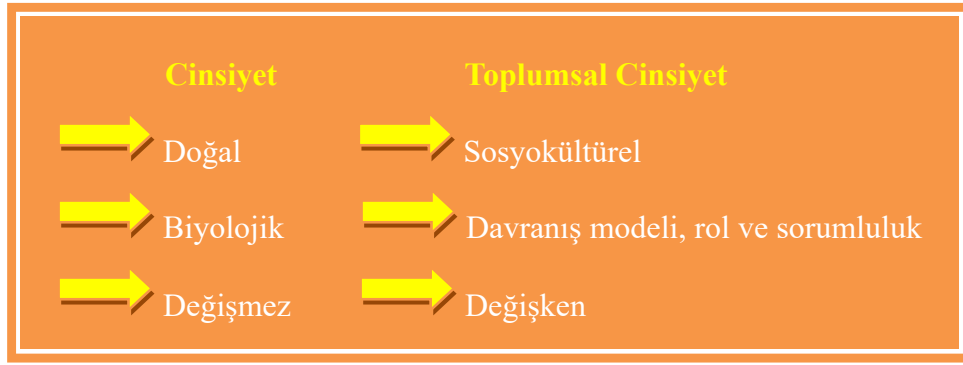 Cinsiyet Toplumsal Cinsiyet
Doğal Sosyokültürel
Biyolojik Davranış modeli, rol ve sorumluluk
Değişmez Değişken